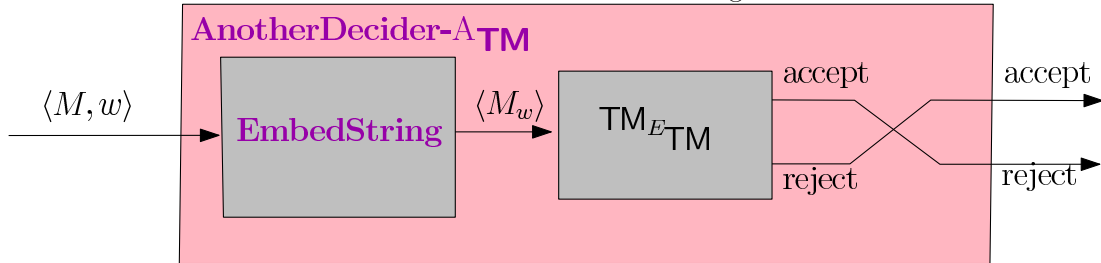 AnotherDecider-A_TM
⟨M, w⟩
EmbedString
⟨M_w⟩
TM_E_TM
accept
reject
accept
reject